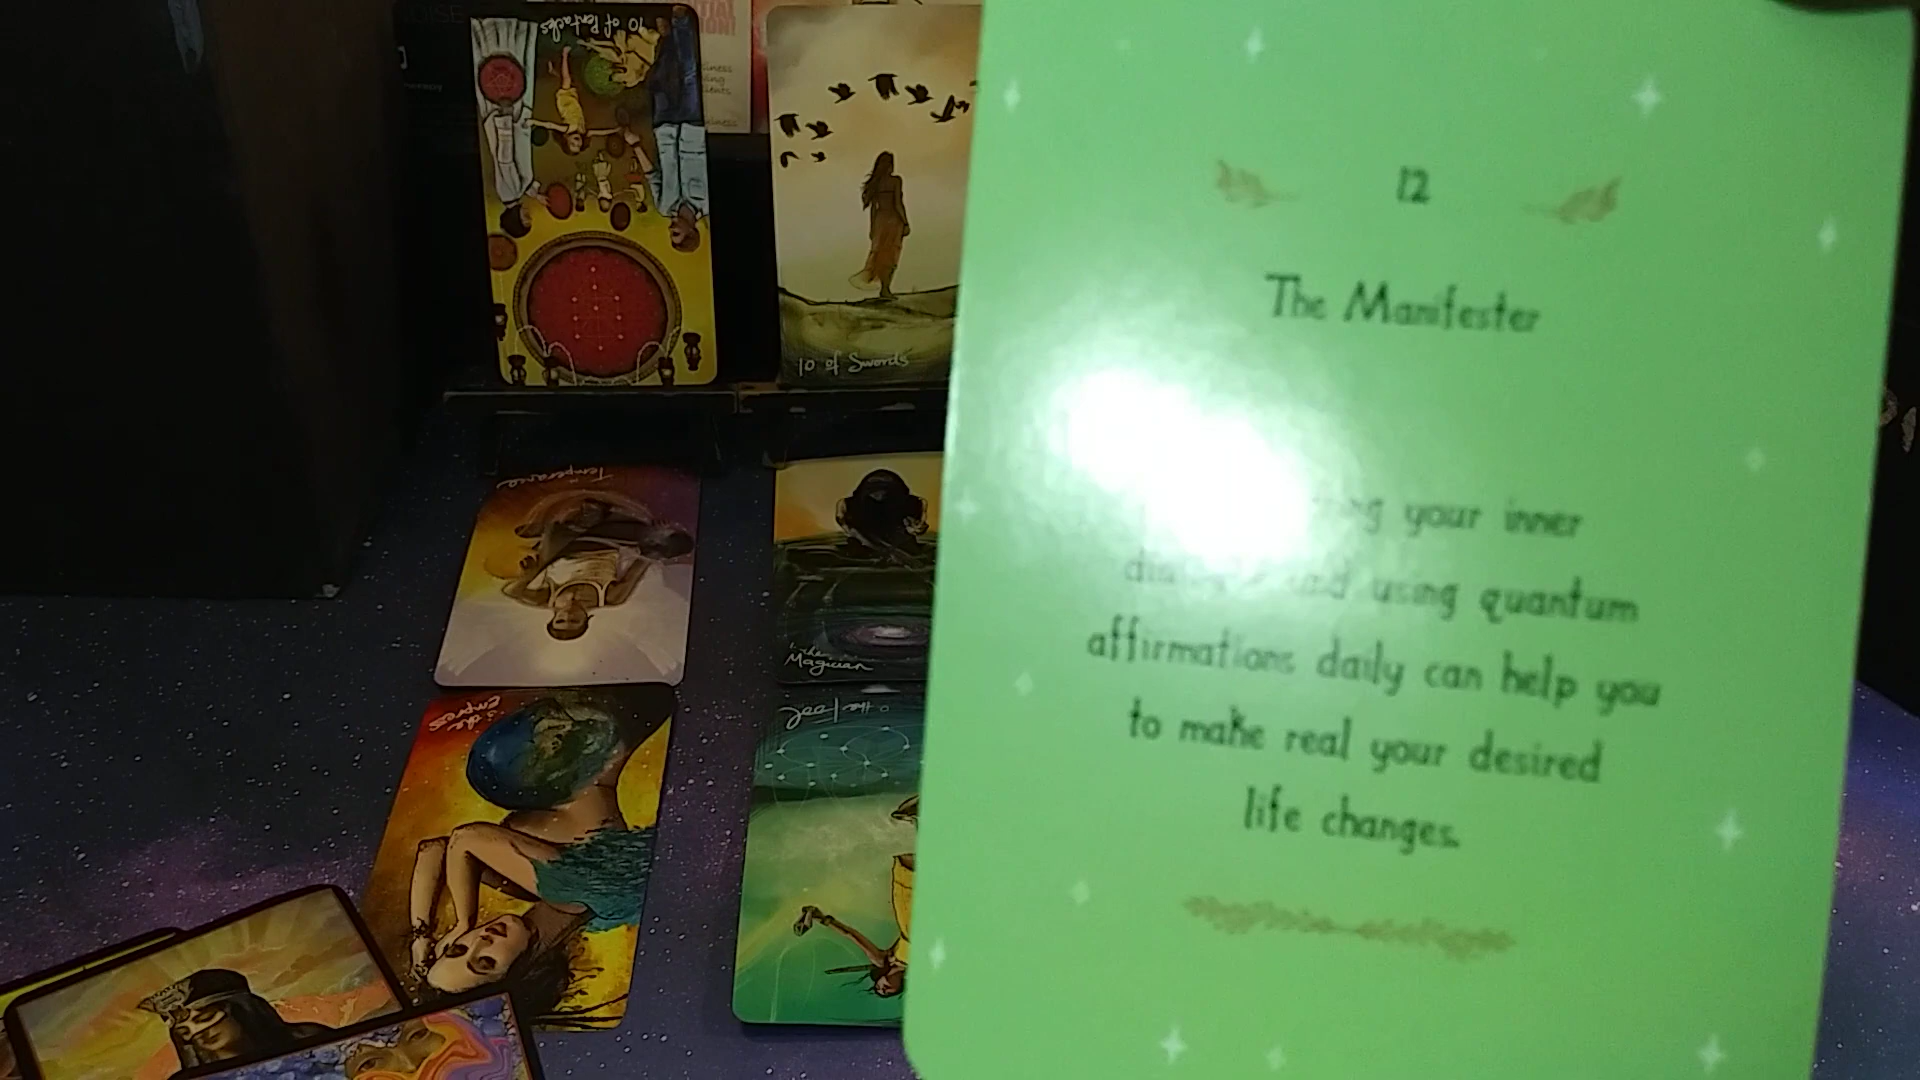 10 of Pentacles
10 of Swords
Temperance
the
Magician
the
Empress
the Fool
12
The Manifester
your inner
and using quantum
affirmations daily can help you
to make real your desired
life changes.